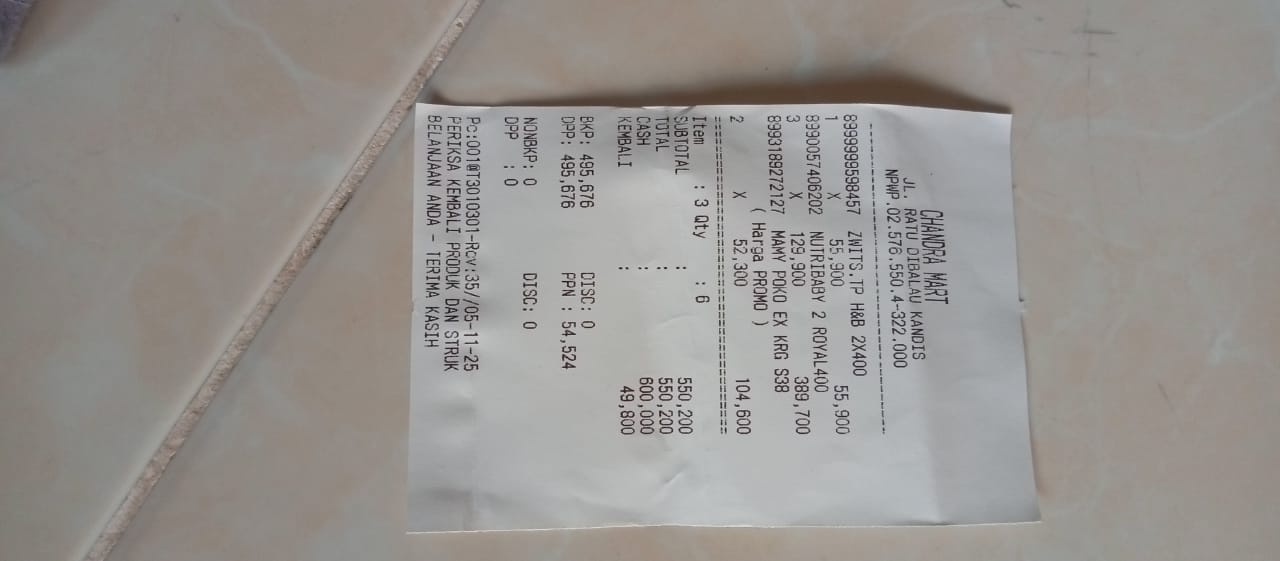 CHANDRA MART
JL. RATU DIBALAU KANDIS
NPWP.02.576.550.4-322.000
--------------------------------
8999999598457 ZWITS.TP H&B 2X400
1 X 55,900 55,900
8990057406202 NUTRIBABY 2 ROYAL400
3 X 129,900 389,700
8993189272127 MAMY POKO EX KRG S38
( Harga PROMO )
2 X 52,300 104,600
================================
Item : 3 Qty : 6
SUBTOTAL : 550,200
TOTAL : 550,200
CASH : 600,000
KEMBALI : 49,800
BKP: 495,676 DISC: 0
DPP: 495,676 PPN : 54,524
NONBKP: 0 DISC: 0
DPP : 0
Pc:001@T3010301-Rcv:35//05-11-25
PERIKSA KEMBALI PRODUK DAN STRUK
BELANJAAN ANDA - TERIMA KASIH